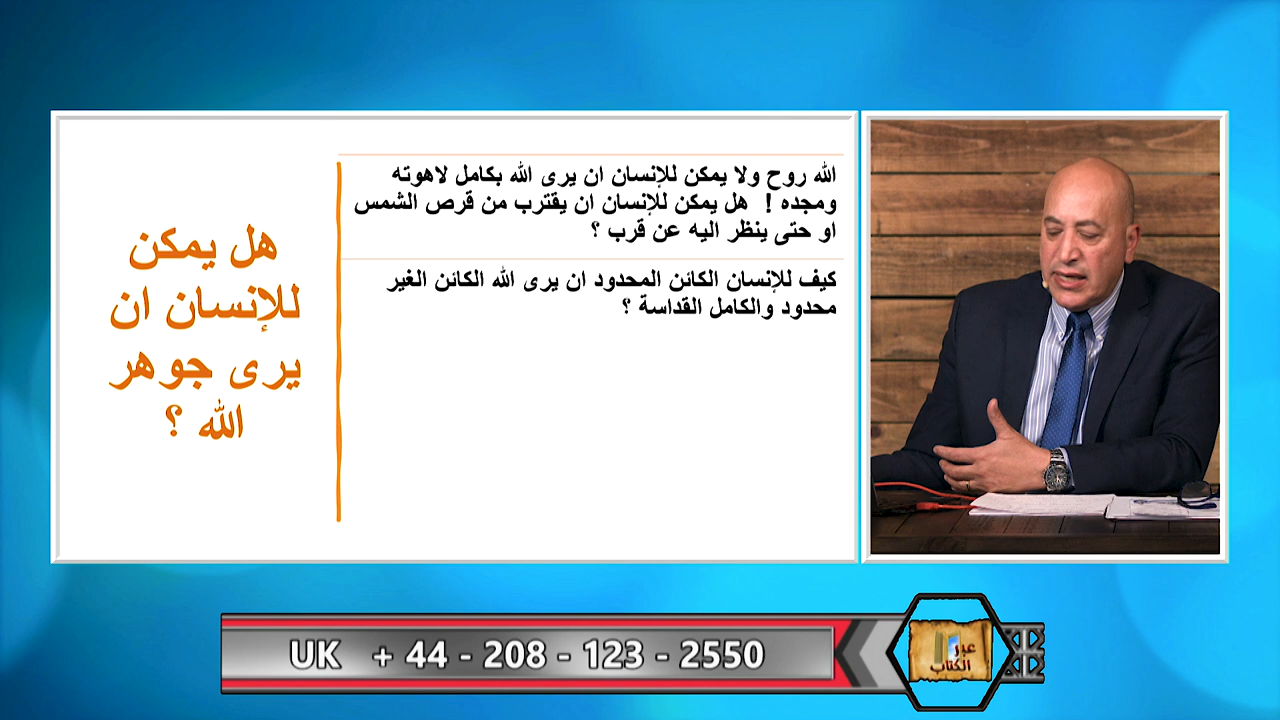 هل يمكن
للإنسان ان
يرى جوهر
الله ؟
الله روح ولا يمكن للإنسان ان يرى الله بكامل لاهوته
ومجده ! هل يمكن للإنسان ان يقترب من قرص الشمس
او حتى ينظر اليه عن قرب ؟
كيف للإنسان الكائن المحدود ان يرى الله الكائن الغير
محدود والكامل القداسة ؟
UK + 44 - 208 - 123 - 2550
عبر
الكتاب